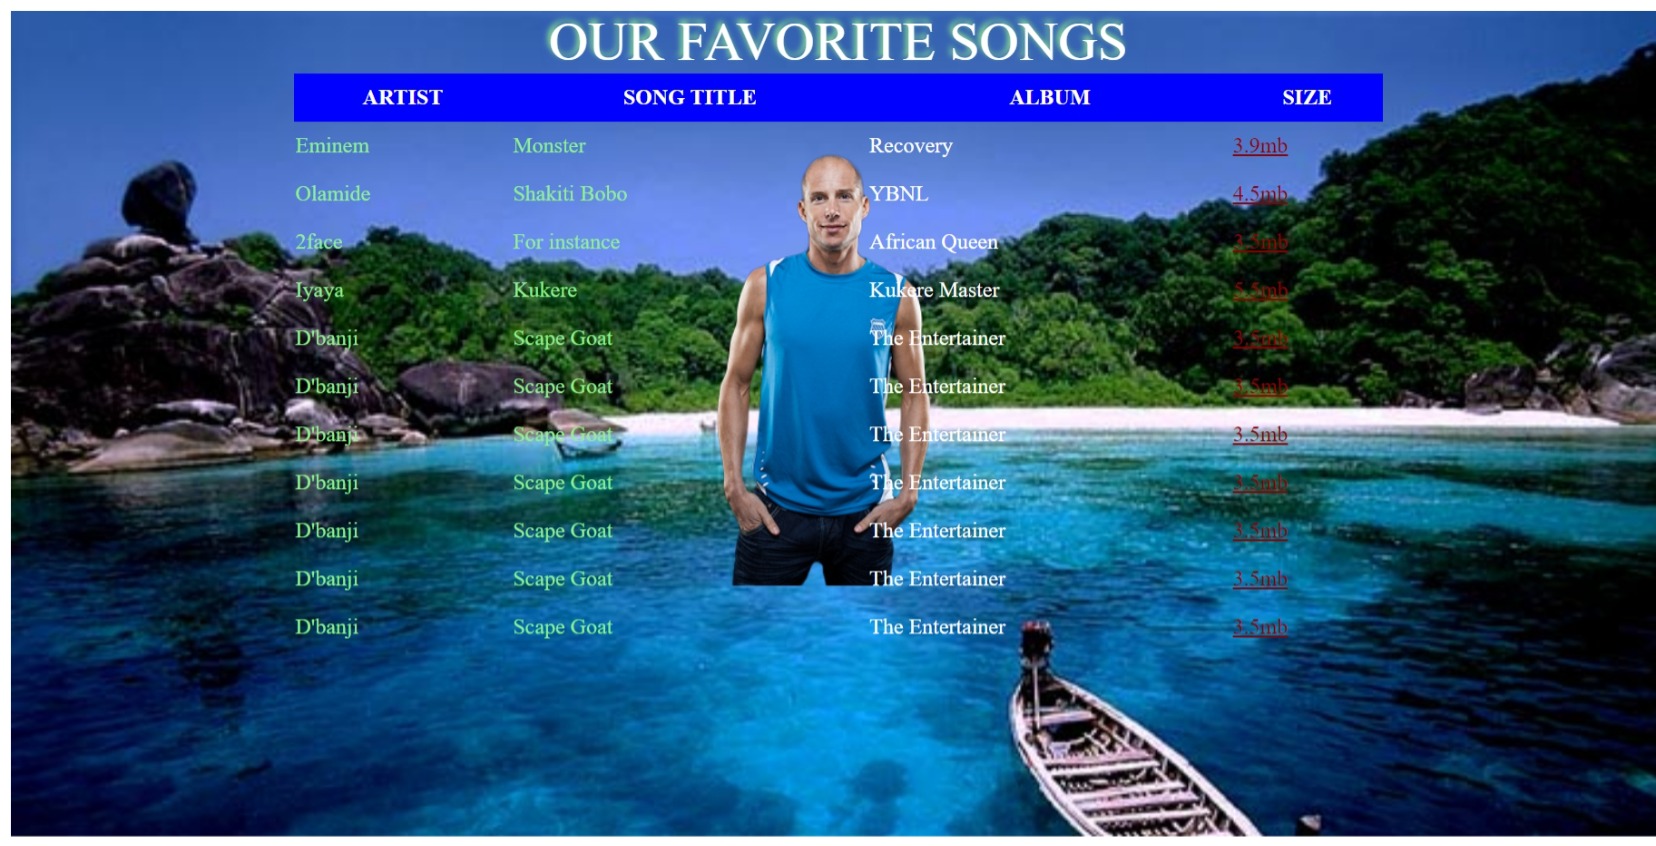 OUR FAVORITE SONGS
ARTIST SONG TITLE ALBUM SIZE
Eminem Monster Recovery 3.9mb
Olamide Shakiti Bobo YBNL 4.5mb
2face For instance African Queen 3.5mb
Iyaya Kukere Kukere Master 5.5mb
D'banji Scape Goat The Entertainer 3.5mb
D'banji Scape Goat The Entertainer 3.5mb
D'banji Scape Goat The Entertainer 3.5mb
D'banji Scape Goat The Entertainer 3.5mb
D'banji Scape Goat The Entertainer 3.5mb
D'banji Scape Goat The Entertainer 3.5mb
D'banji Scape Goat The Entertainer 3.5mb